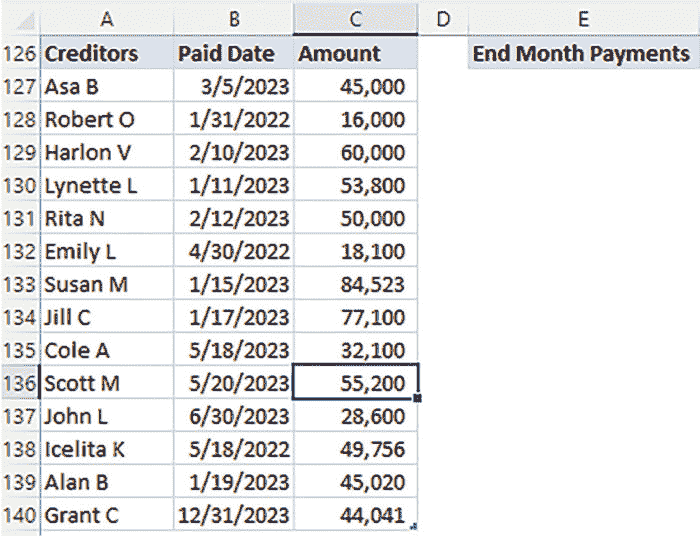 A B C D E
126 Creditors Paid Date Amount End Month Payments
127 Asa B 3/5/2023 45,000
128 Robert O 1/31/2022 16,000
129 Harlon V 2/10/2023 60,000
130 Lynette L 1/11/2023 53,800
131 Rita N 2/12/2023 50,000
132 Emily L 4/30/2022 18,100
133 Susan M 1/15/2023 84,523
134 Jill C 1/17/2023 77,100
135 Cole A 5/18/2023 32,100
136 Scott M 5/20/2023 55,200
137 John L 6/30/2023 28,600
138 Icelita K 5/18/2022 49,756
139 Alan B 1/19/2023 45,020
140 Grant C 12/31/2023 44,041